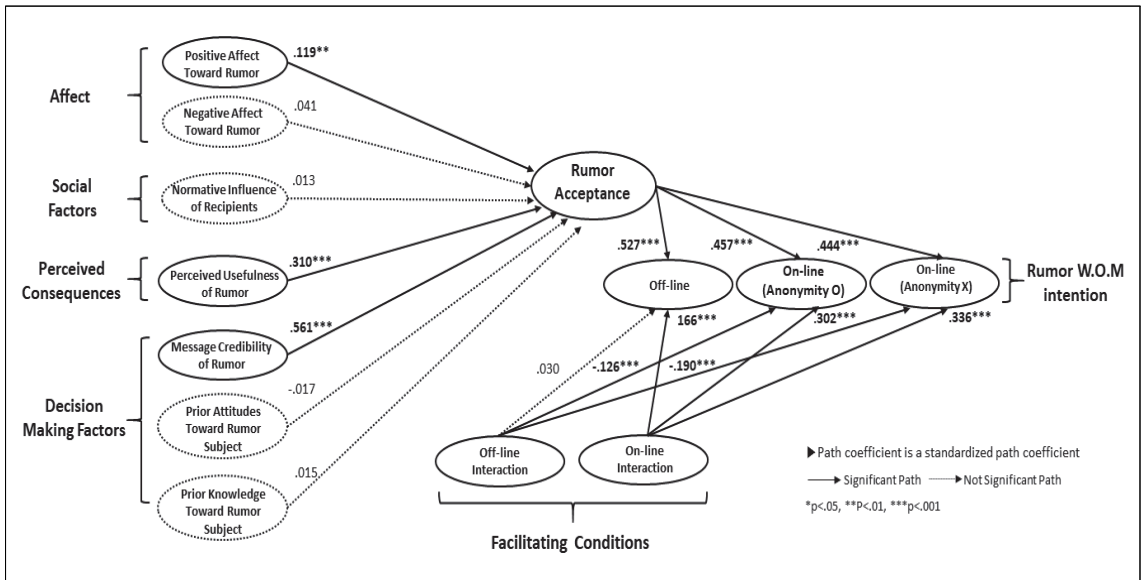 Affect
Positive Affect
Toward Rumor
.119**
Negative Affect
Toward Rumor
.041
Social
Factors
Normative Influence
of Recipients
.013
Perceived
Consequences
Perceived Usefulness
of Rumor
.310***
Decision
Making Factors
Message Credibility
of Rumor
.561***
Prior Attitudes
Toward Rumor
Subject
-.017
Prior Knowledge
Toward Rumor
Subject
.015
Rumor
Acceptance
.527***
.457***
.444***
Off-line
On-line
(Anonymity O)
On-line
(Anonymity X)
Rumor W.O.M
intention
166***
.302***
.336***
.030
-.126***
-.190***
Off-line
Interaction
On-line
Interaction
Facilitating Conditions
Path coefficient is a standardized path coefficient
Significant Path
Not Significant Path
*p<.05, **P<.01, ***p<.001